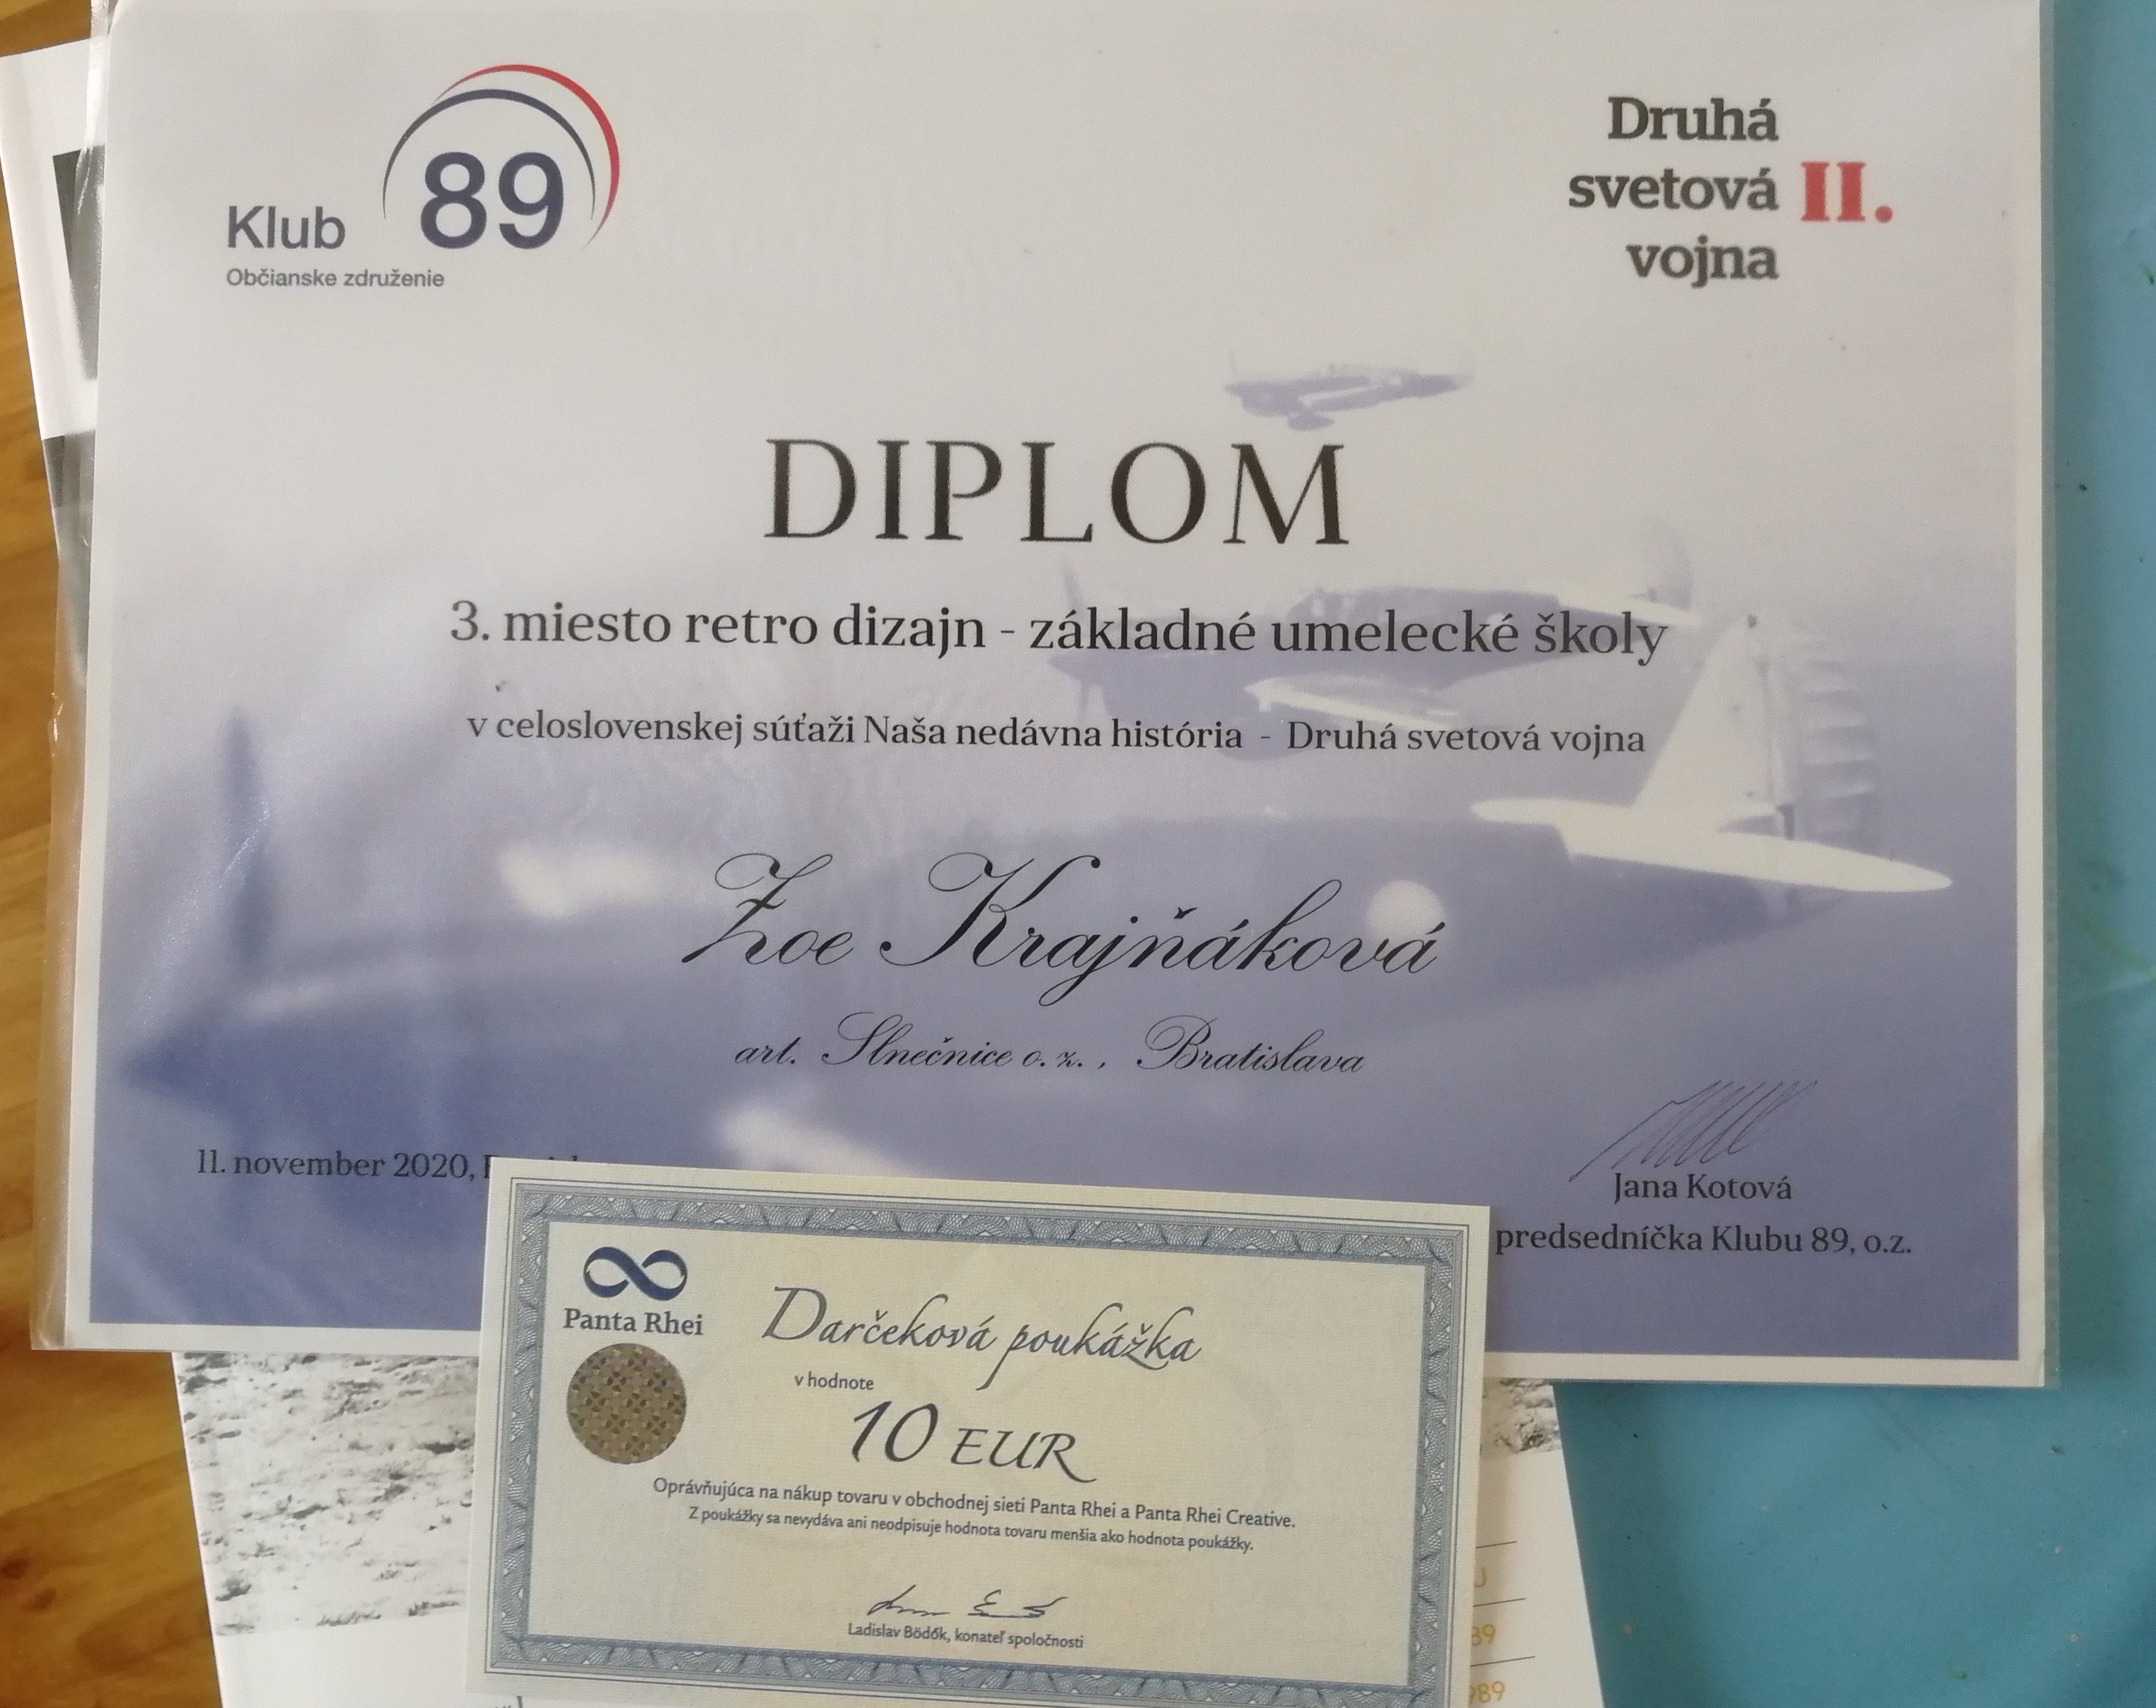 Klub 89
Občianske združenie
Druhá
svetová II.
vojna
DIPLOM
3. miesto retro dizajn - základné umelecké školy
v celoslovenskej súťaži Naša nedávna história - Druhá svetová vojna
Zoe Krajňáková
art. Slnečnice o. z. , Bratislava
11. november 2020,
Jana Kotová
predsedníčka Klubu 89, o.z.
Panta Rhei
Darčeková poukážka
v hodnote
10 EUR
Oprávňujúca na nákup tovaru v obchodnej sieti Panta Rhei a Panta Rhei Creative.
Z poukážky sa nevydáva ani neodpisuje hodnota tovaru menšia ako hodnota poukážky.
Ladislav Bödők, konateľ spoločnosti
89
989